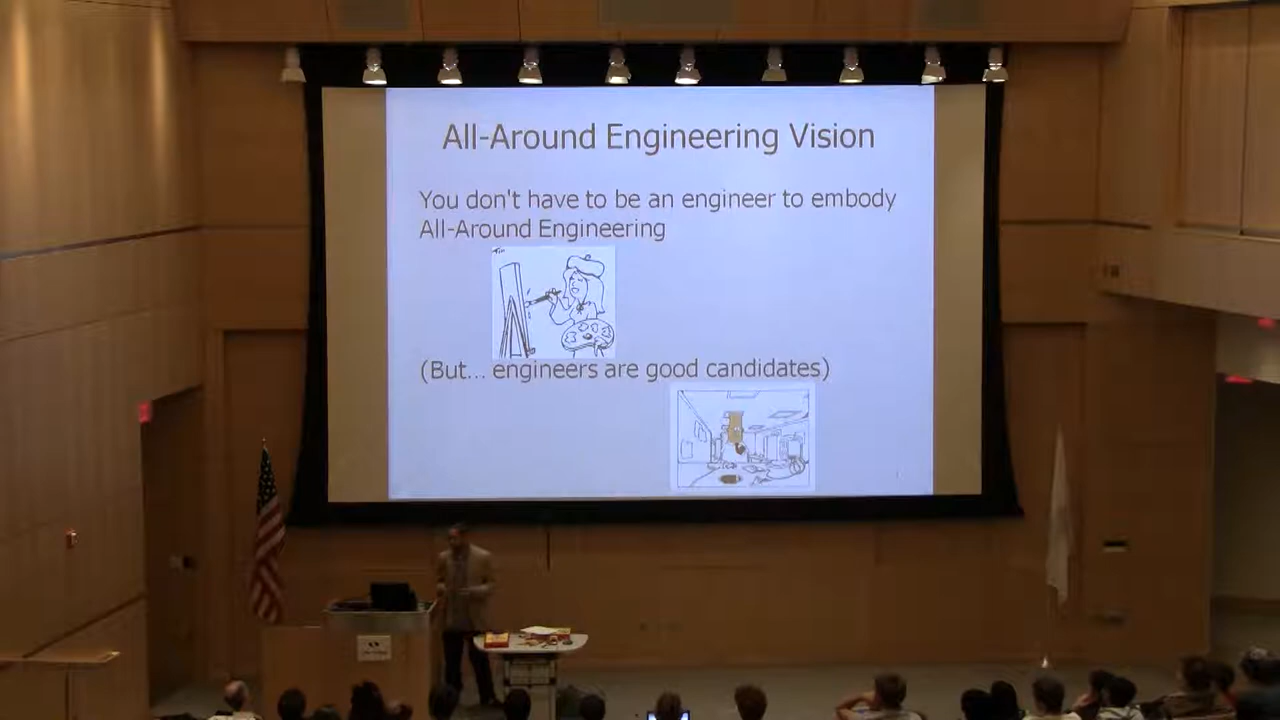 All-Around Engineering Vision
You don't have to be an engineer to embody
All-Around Engineering
(But... engineers are good candidates)